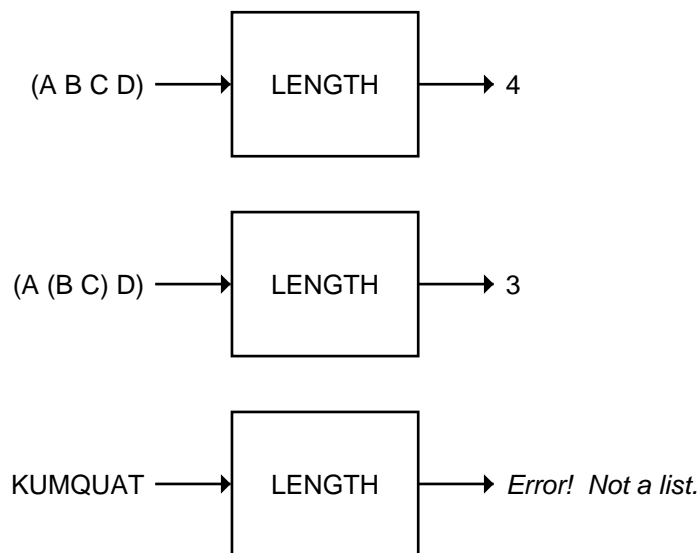 (A B C D) LENGTH 4
(A (B C) D) LENGTH 3
KUMQUAT LENGTH Error! Not a list.